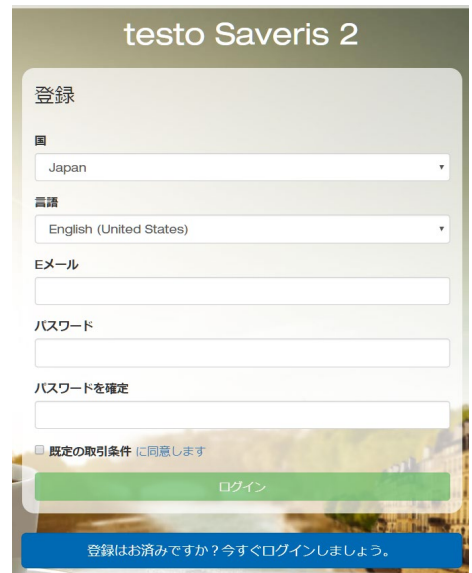 testo Saveris 2
登録
国
Japan
言語
English (United States)
Eメール
パスワード
パスワードを確定
既定の取引条件 に同意します
ログイン
登録はお済みですか？今すぐログインしましょう。